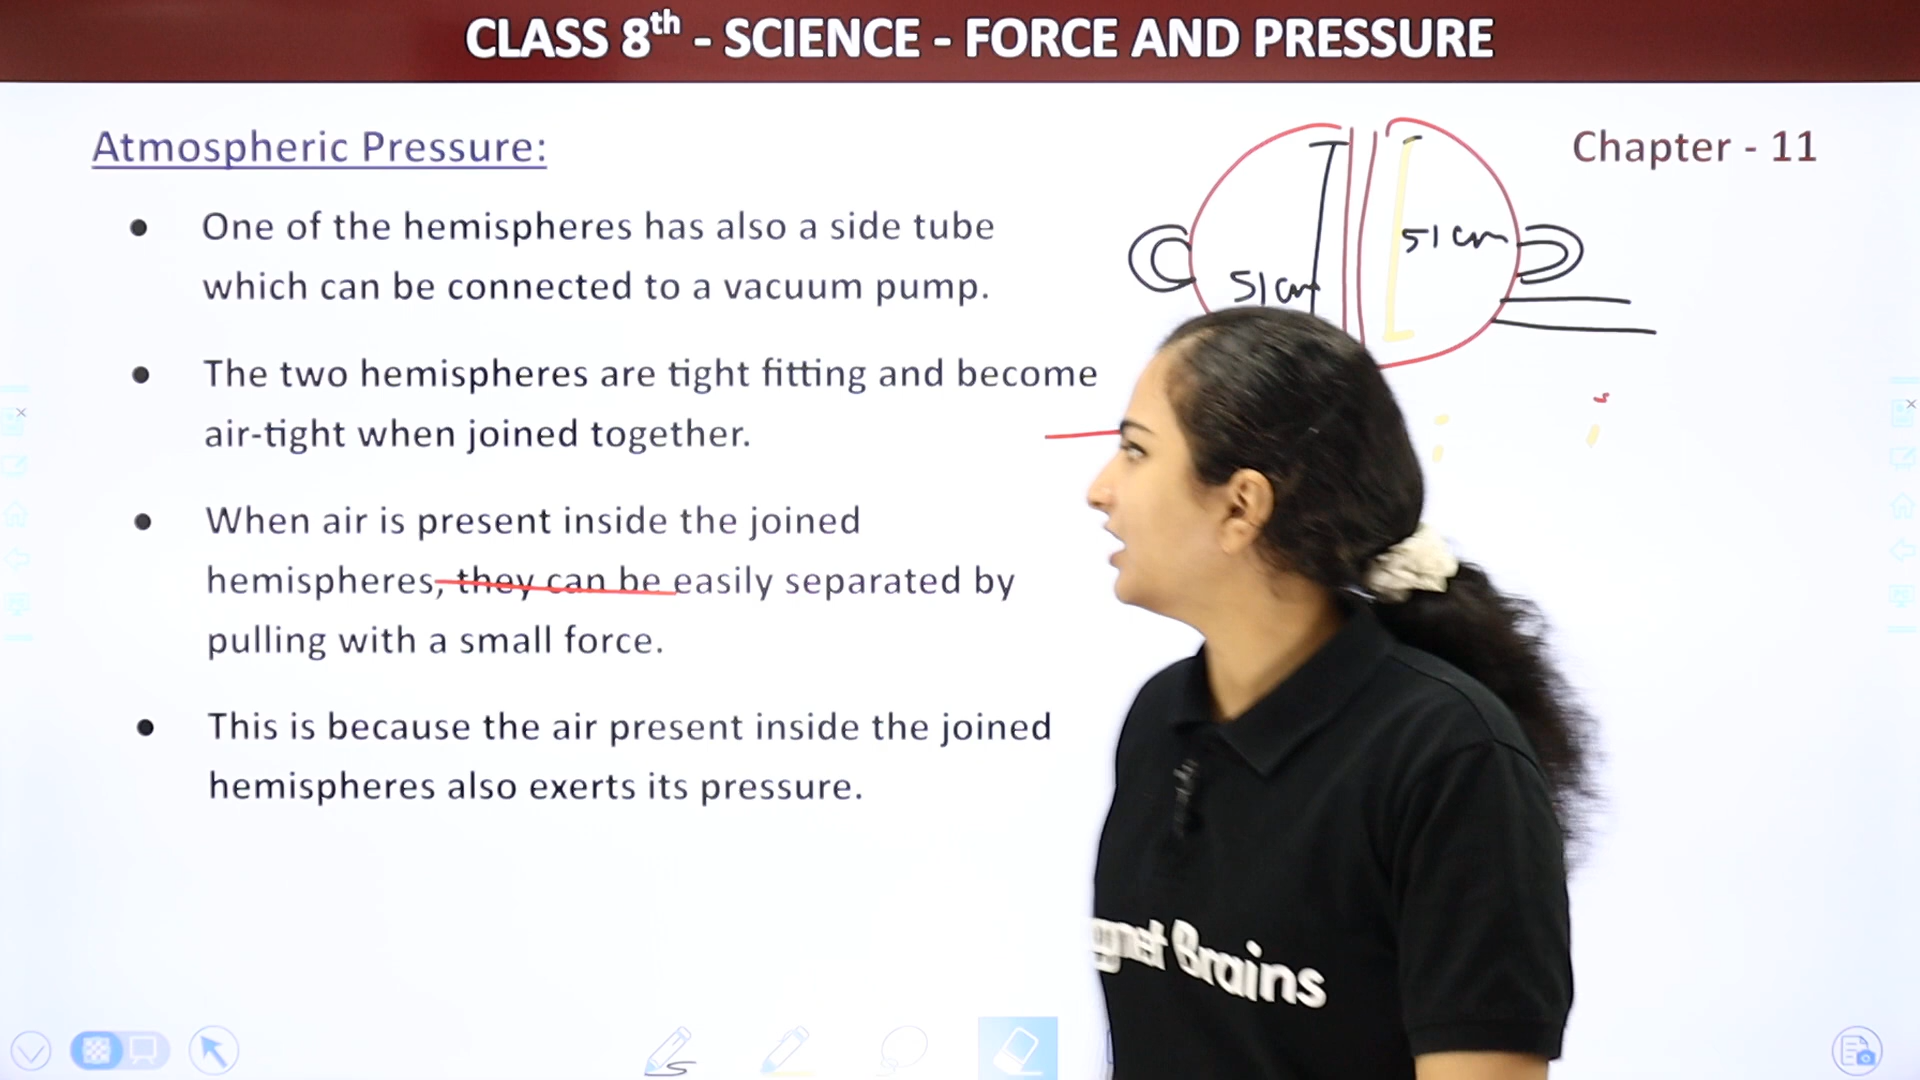 CLASS 8th - SCIENCE - FORCE AND PRESSURE
Atmospheric Pressure:
Chapter - 11
• One of the hemispheres has also a side tube
which can be connected to a vacuum pump.
• The two hemispheres are tight fitting and become
air-tight when joined together.
• When air is present inside the joined
hemispheres, they can be easily separated by
pulling with a small force.
• This is because the air present inside the joined
hemispheres also exerts its pressure.
51 cm
51 cm
gnet Brains